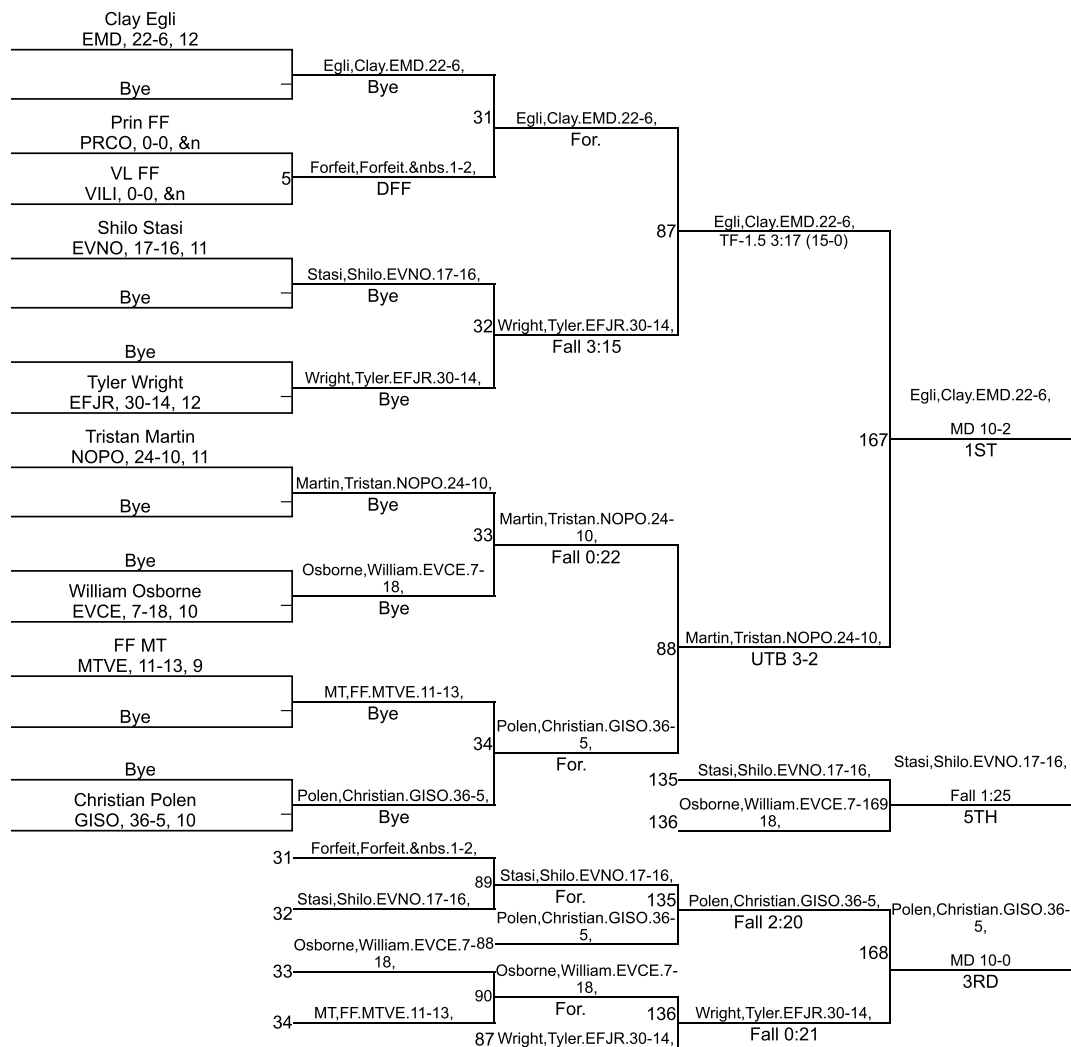 Clay Egli
EMD, 22-6, 12
Bye
Egli,Clay.EMD.22-6,
Bye
Prin FF
PRCO, 0-0, &n
VL FF
VILI, 0-0, &n
5
Forfeit,Forfeit.&nbs.1-2,
DFF
31
Egli,Clay.EMD.22-6,
For.
Shilo Stasi
EVNO, 17-16, 11
Bye
Stasi,Shilo.EVNO.17-16,
Bye
Bye
Tyler Wright
EFJR, 30-14, 12
Wright,Tyler.EFJR.30-14,
Bye
32
Wright,Tyler.EFJR.30-14,
Fall 3:15
87
Egli,Clay.EMD.22-6,
TF-1.5 3:17 (15-0)
Tristan Martin
NOPO, 24-10, 11
Bye
Martin,Tristan.NOPO.24-10,
Bye
Bye
William Osborne
EVCE, 7-18, 10
Osborne,William.EVCE.7-
18,
Bye
33
Martin,Tristan.NOPO.24-
10,
Fall 0:22
FF MT
MTVE, 11-13, 9
Bye
MT,FF.MTVE.11-13,
Bye
Bye
Christian Polen
GISO, 36-5, 10
Polen,Christian.GISO.36-5,
Bye
34
Polen,Christian.GISO.36-
5,
For.
88
Martin,Tristan.NOPO.24-10,
UTB 3-2
167
Egli,Clay.EMD.22-6,
MD 10-2
1ST
135
Stasi,Shilo.EVNO.17-16,
136
Osborne,William.EVCE.7-
18,
169
Stasi,Shilo.EVNO.17-16,
Fall 1:25
5TH
31
Forfeit,Forfeit.&nbs.1-2,
32
Stasi,Shilo.EVNO.17-16,
89
Stasi,Shilo.EVNO.17-16,
For.
88
Polen,Christian.GISO.36-
5,
135
Polen,Christian.GISO.36-5,
Fall 2:20
33
Osborne,William.EVCE.7-
18,
34
MT,FF.MTVE.11-13,
90
Osborne,William.EVCE.7-
18,
For.
87
Wright,Tyler.EFJR.30-14,
136
Wright,Tyler.EFJR.30-14,
Fall 0:21
168
Polen,Christian.GISO.36-
5,
MD 10-0
3RD